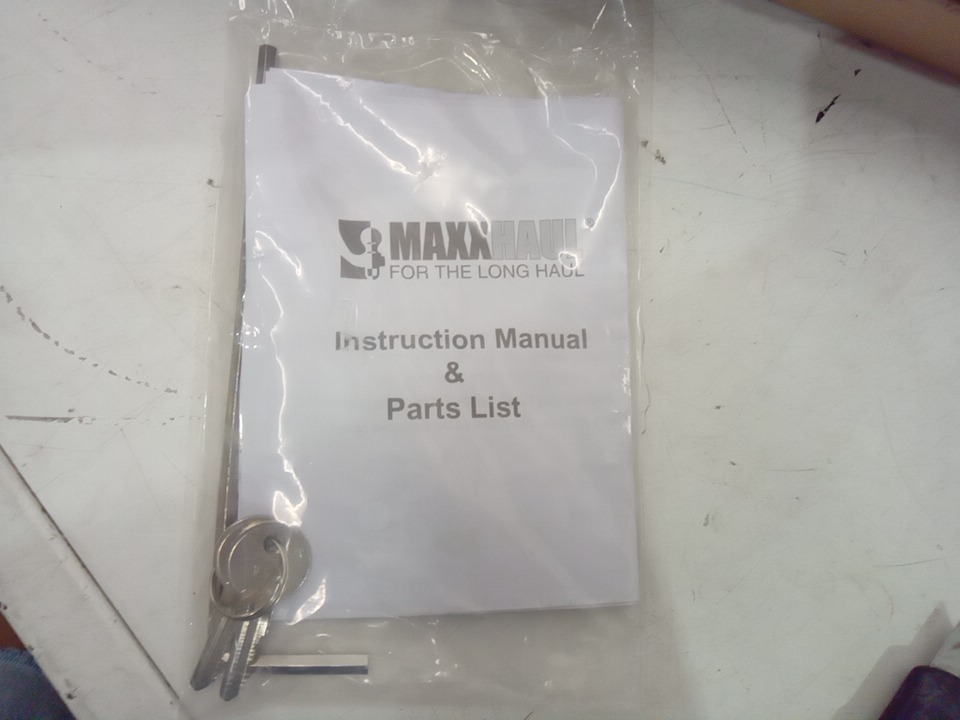 MAXXHAUL®
FOR THE LONG HAUL
Instruction Manual
&
Parts List